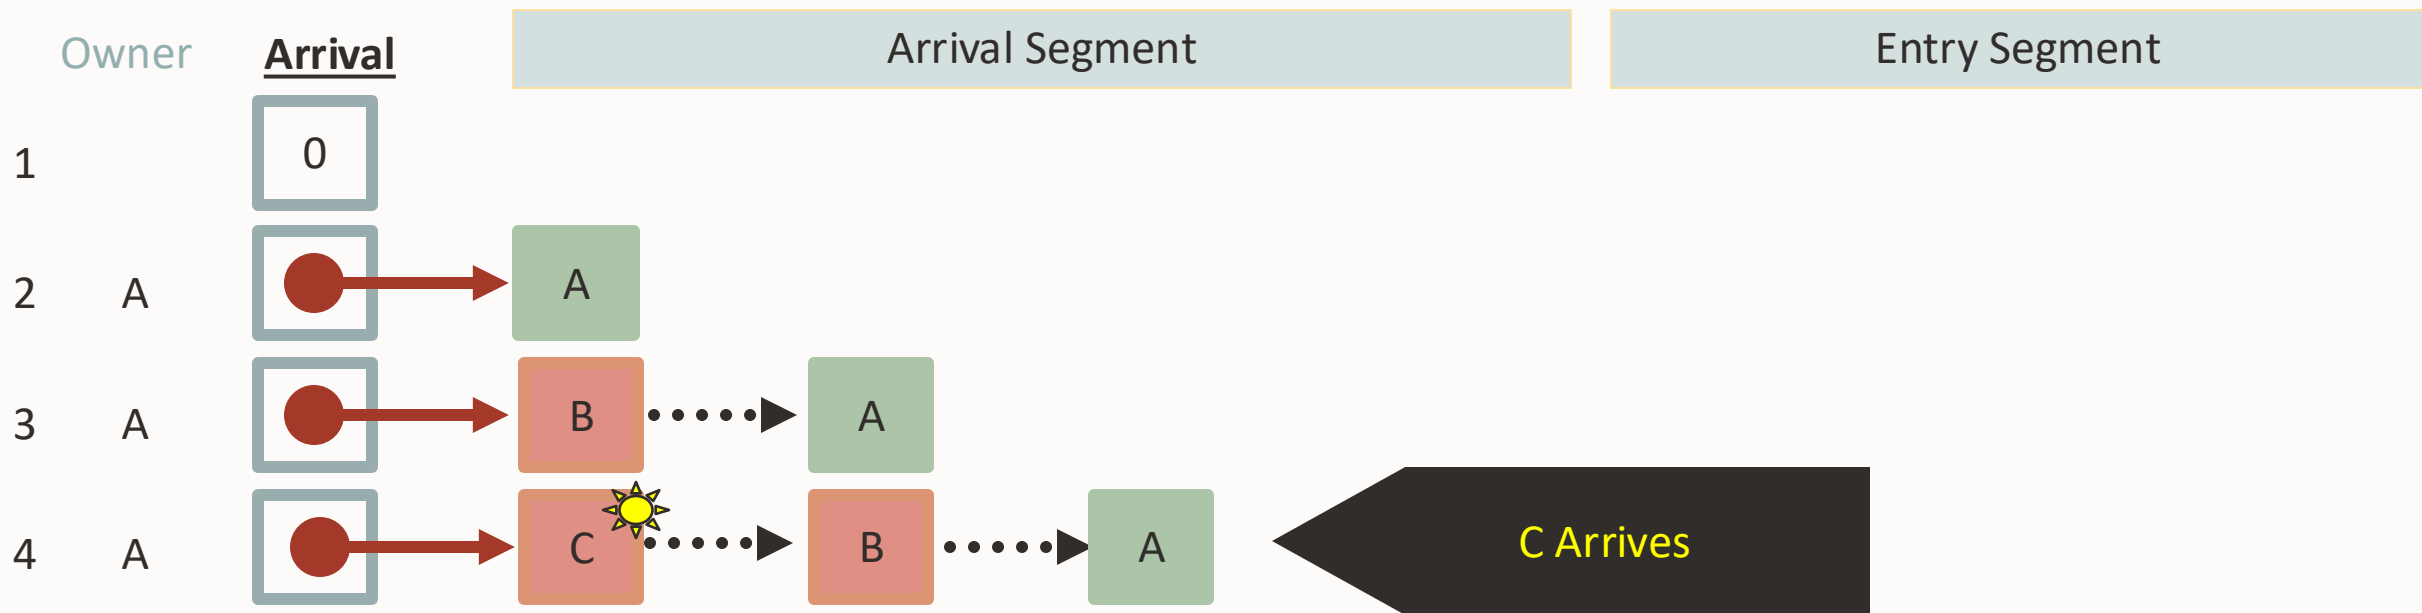 Owner Arrival Arrival Segment Entry Segment
1 0
2 A A
3 A B A
4 A C B A C Arrives